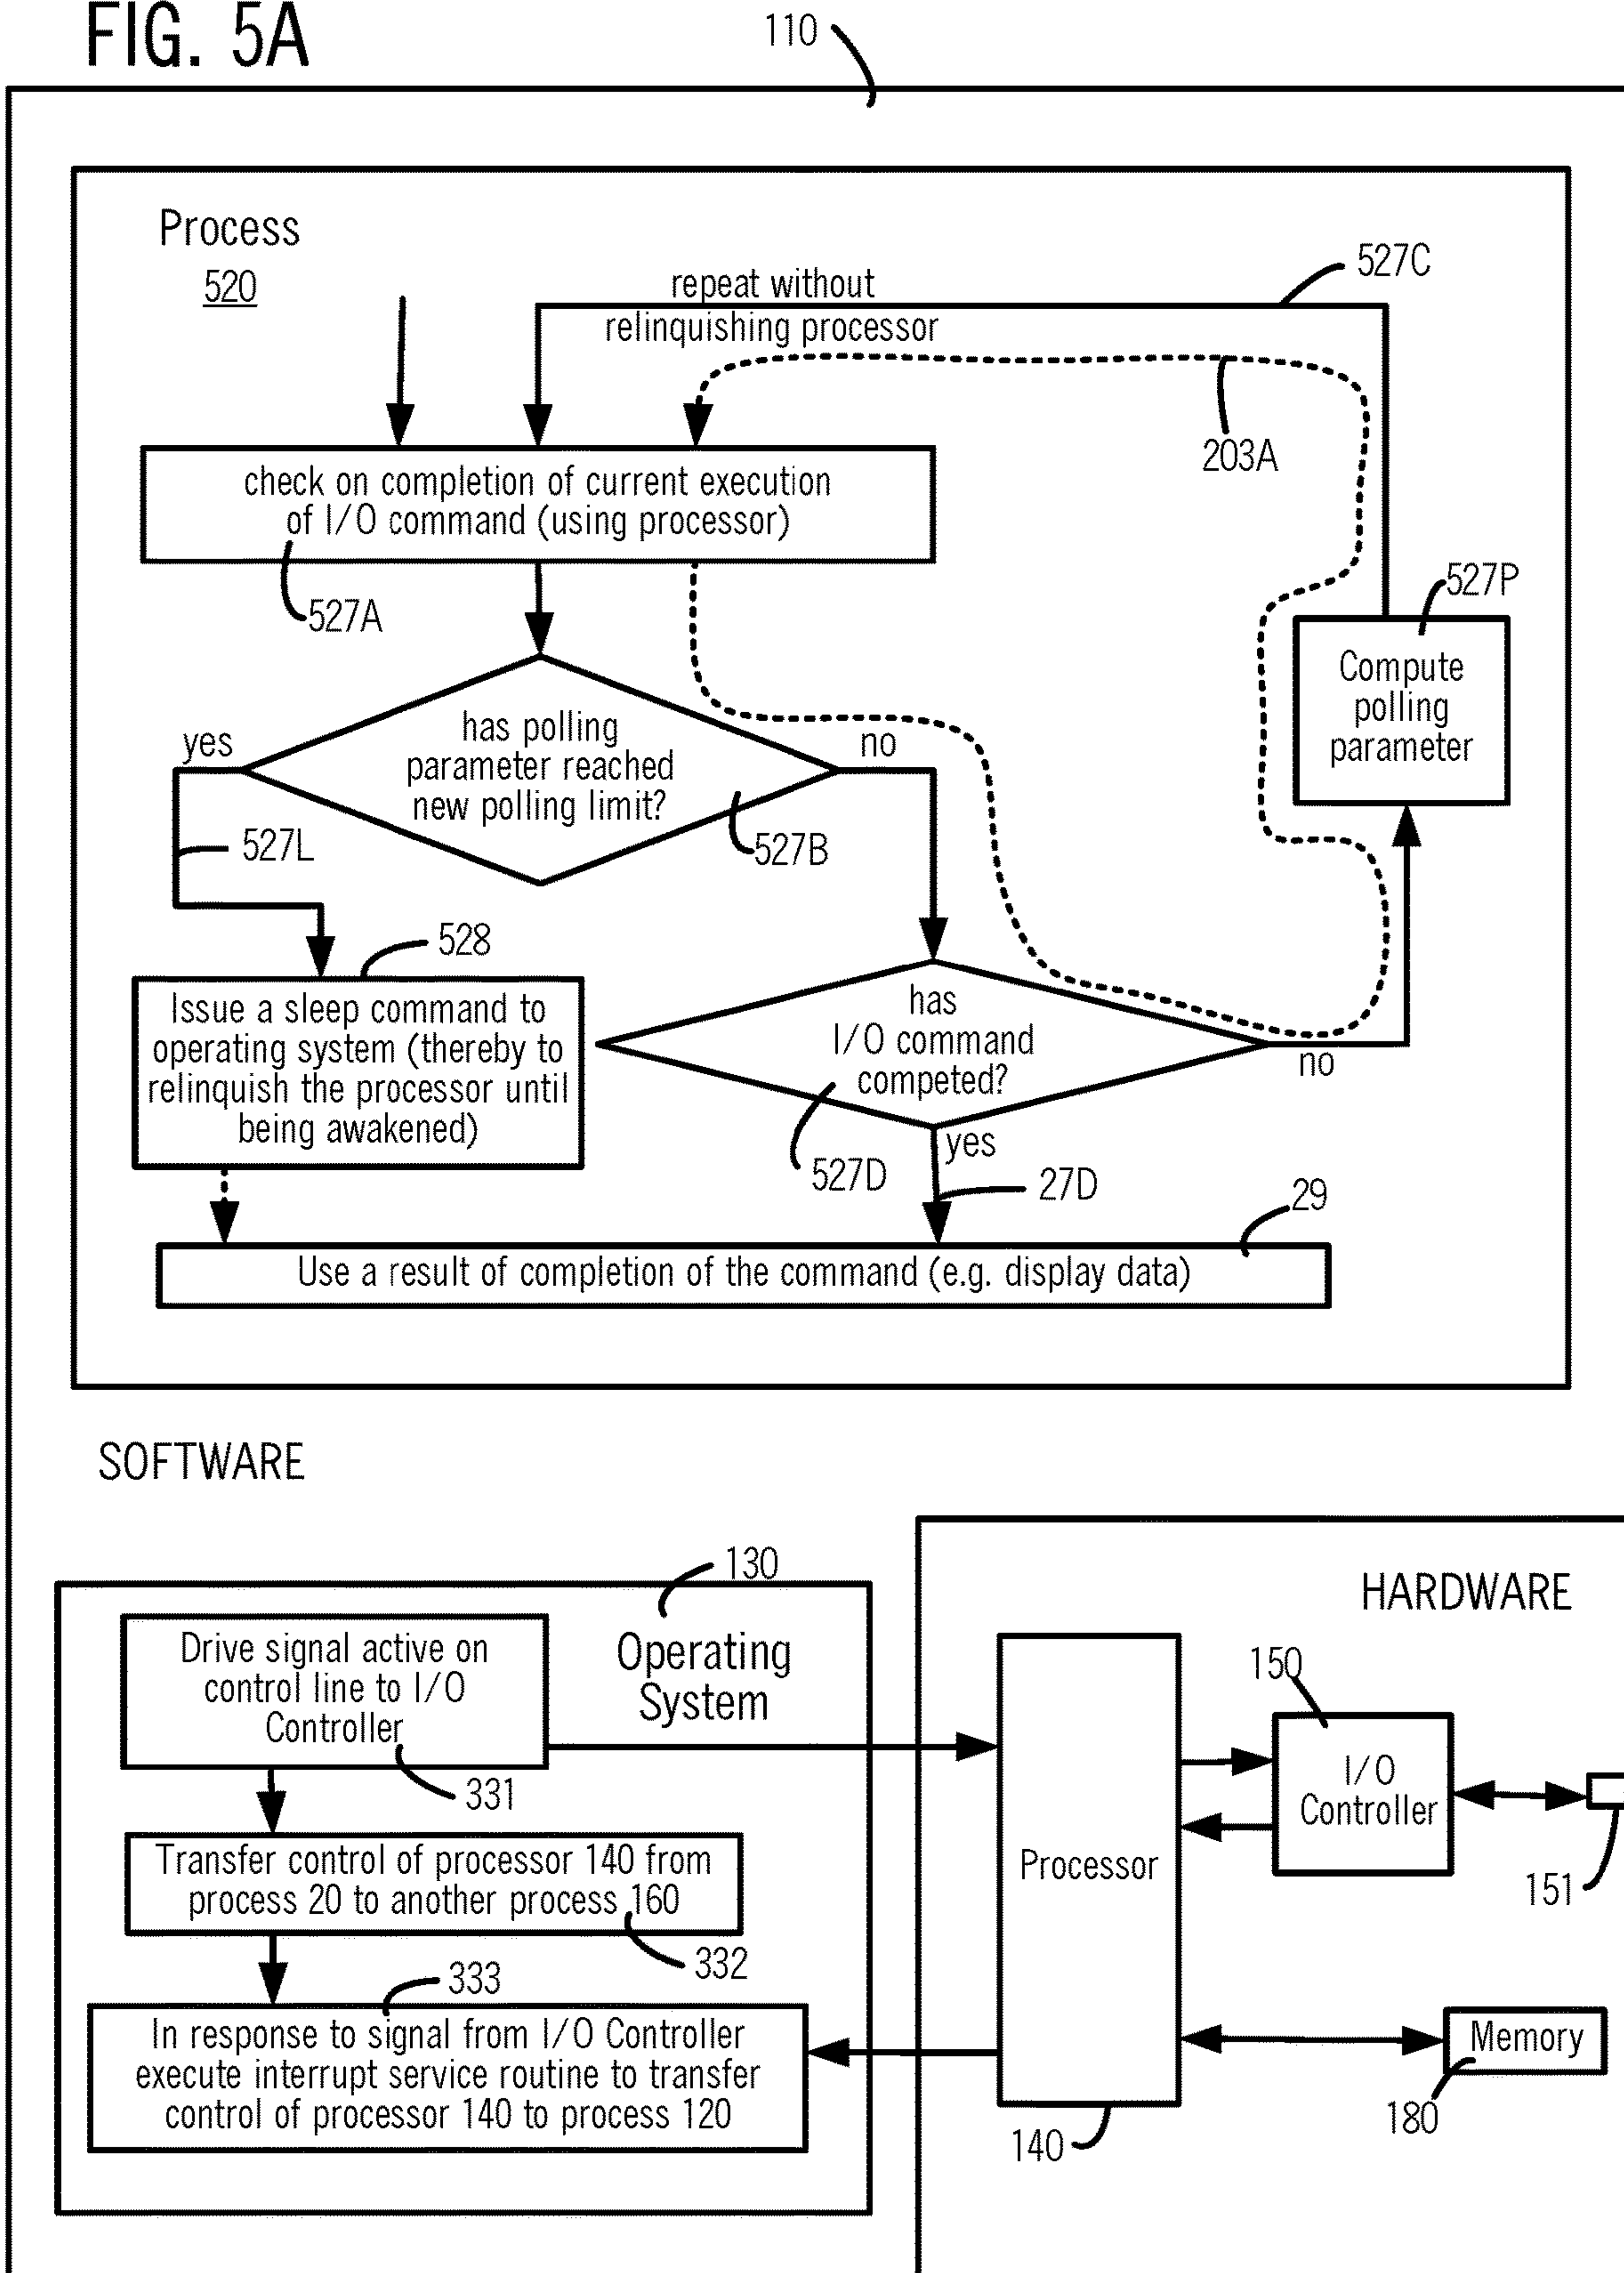 FIG. 5A
110
Process
520
repeat without
relinquishing processor
527C
203A
check on completion of current execution
of I/O command (using processor)
527A
527P
Compute
polling
parameter
has polling
parameter reached
new polling limit?
yes
no
527L
527B
528
Issue a sleep command to
operating system (thereby to
relinquish the processor until
being awakened)
has
I/O command
competed?
no
yes
527D
27D
29
Use a result of completion of the command (e.g. display data)
SOFTWARE
130
Operating
System
Drive signal active on
control line to I/O
Controller
331
Transfer control of processor 140 from
process 20 to another process 160
332
333
In response to signal from I/O Controller
execute interrupt service routine to transfer
control of processor 140 to process 120
HARDWARE
150
I/O
Controller
Processor
151
Memory
180
140